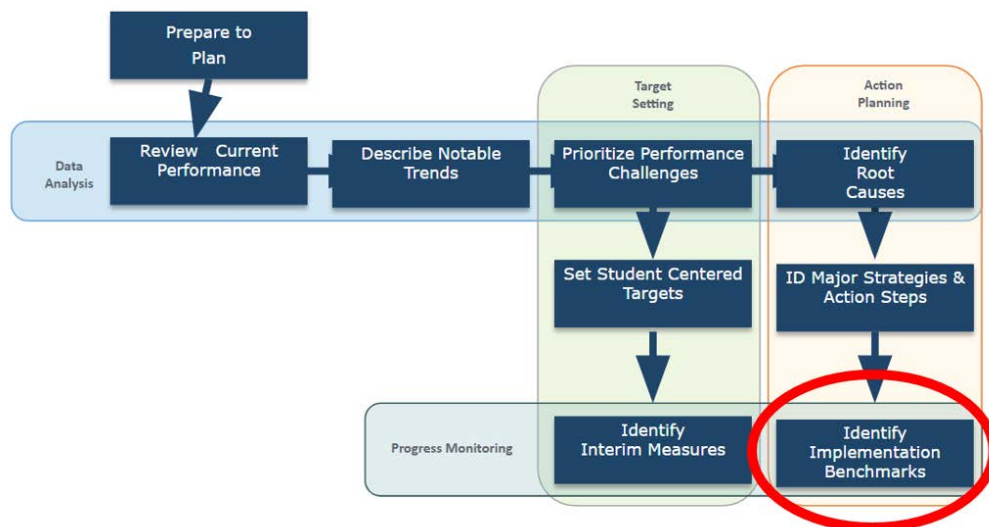 Prepare to
Plan
Target
Setting
Action
Planning
Data
Analysis
Review Current
Performance
Describe Notable
Trends
Prioritize Performance
Challenges
Identify
Root
Causes
Set Student Centered
Targets
ID Major Strategies &
Action Steps
Progress Monitoring
Identify
Interim Measures
Identify
Implementation
Benchmarks